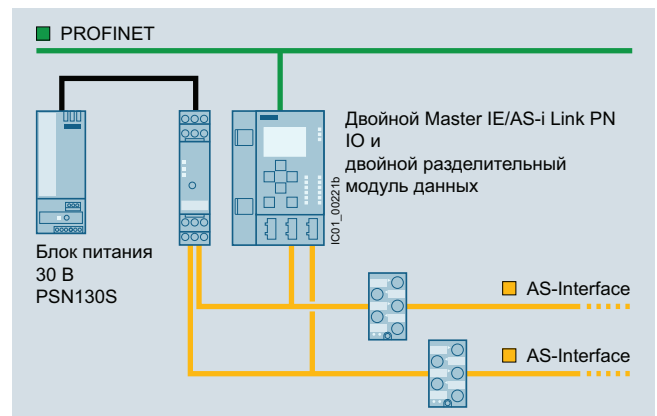 PROFINET
Двойной Master IE/AS-i Link PN
IO и
двойной разделительный
модуль данных
IC01_00221b
Блок питания
30 В
PSN130S
AS-Interface
AS-Interface